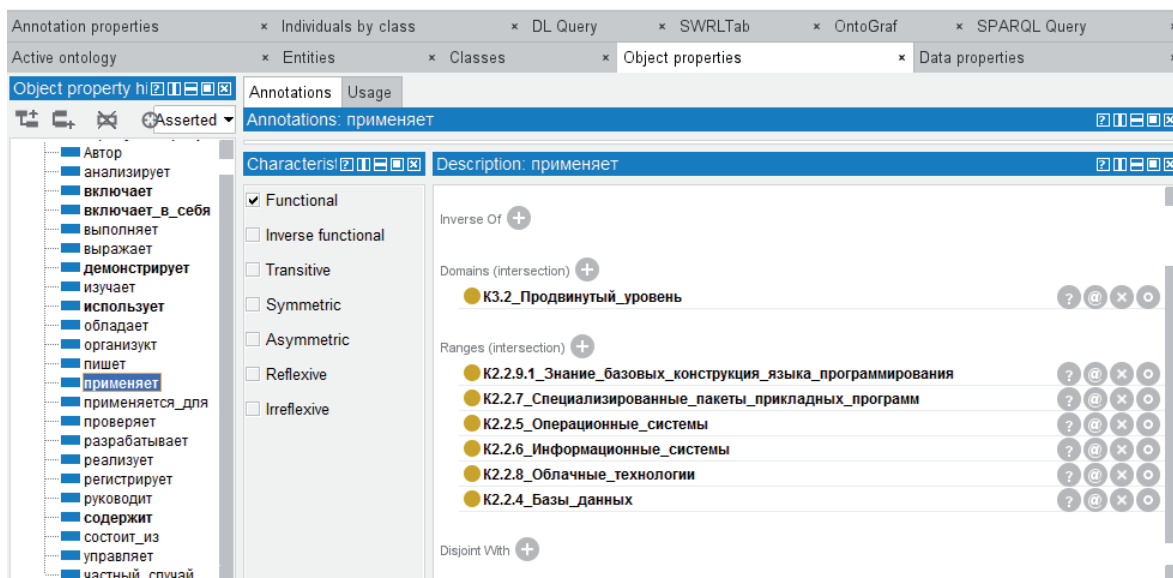 Annotation properties × Individuals by class × DL Query × SWRLTab × OntoGraf × SPARQL Query
Active ontology × Entities × Classes × Object properties × Data properties
Object property hi
Annotations Usage
Asserted
Annotations: применяет
Автор
анализирует
включает
включает_в_себя
выполняет
выражает
демонстрирует
изучает
использует
обладает
организукт
пишет
применяет
применяется_для
проверяет
разрабатывает
реализует
регистрирует
руководит
содержит
состоит_из
управляет
частный_случай
Characterist
Functional
Inverse functional
Transitive
Symmetric
Asymmetric
Reflexive
Irreflexive
Description: применяет
Inverse Of
Domains (intersection)
К3.2_Продвинутый_уровень
Ranges (intersection)
К2.2.9.1_Знание_базовых_конструкция_языка_программирования
К2.2.7_Специализированные_пакеты_прикладных_программ
К2.2.5_Операционные_системы
К2.2.6_Информационные_системы
К2.2.8_Облачные_технологии
К2.2.4_Базы_данных
Disjoint With